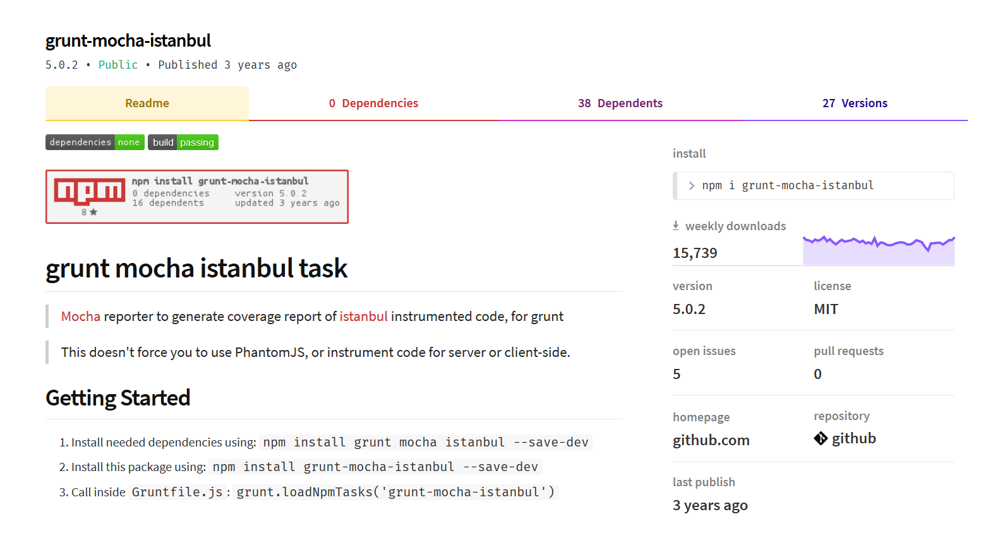 grunt-mocha-istanbul
5.0.2 • Public • Published 3 years ago
Readme
0 Dependencies
38 Dependents
27 Versions
dependencies none build passing
npm
npm install grunt-mocha-istanbul
0 dependencies version 5.0.2
16 dependents updated 3 years ago
8 ★
grunt mocha istanbul task
Mocha reporter to generate coverage report of istanbul instrumented code, for grunt
This doesn't force you to use PhantomJS, or instrument code for server or client-side.
Getting Started
1. Install needed dependencies using: npm install grunt mocha istanbul --save-dev
2. Install this package using: npm install grunt-mocha-istanbul --save-dev
3. Call inside Gruntfile.js: grunt.loadNpmTasks('grunt-mocha-istanbul')
install
> npm i grunt-mocha-istanbul
weekly downloads
15,739
version license
5.0.2 MIT
open issues pull requests
5 0
homepage repository
github.com github
last publish
3 years ago